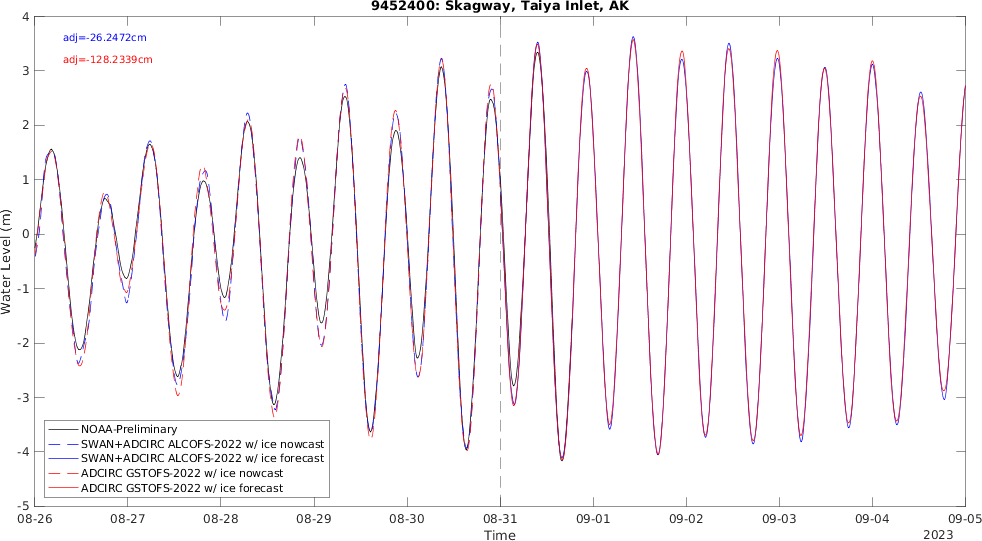 9452400: Skagway, Taiya Inlet, AK
adj=-26.2472cm
adj=-128.2339cm
Water Level (m)
4
3
2
1
0
-1
-2
-3
-4
-5
NOAA-Preliminary
SWAN+ADCIRC ALCOFS-2022 w/ ice nowcast
SWAN+ADCIRC ALCOFS-2022 w/ ice forecast
ADCIRC GSTOFS-2022 w/ ice nowcast
ADCIRC GSTOFS-2022 w/ ice forecast
08-26 08-27 08-28 08-29 08-30 08-31 09-01 09-02 09-03 09-04 09-05
Time
2023